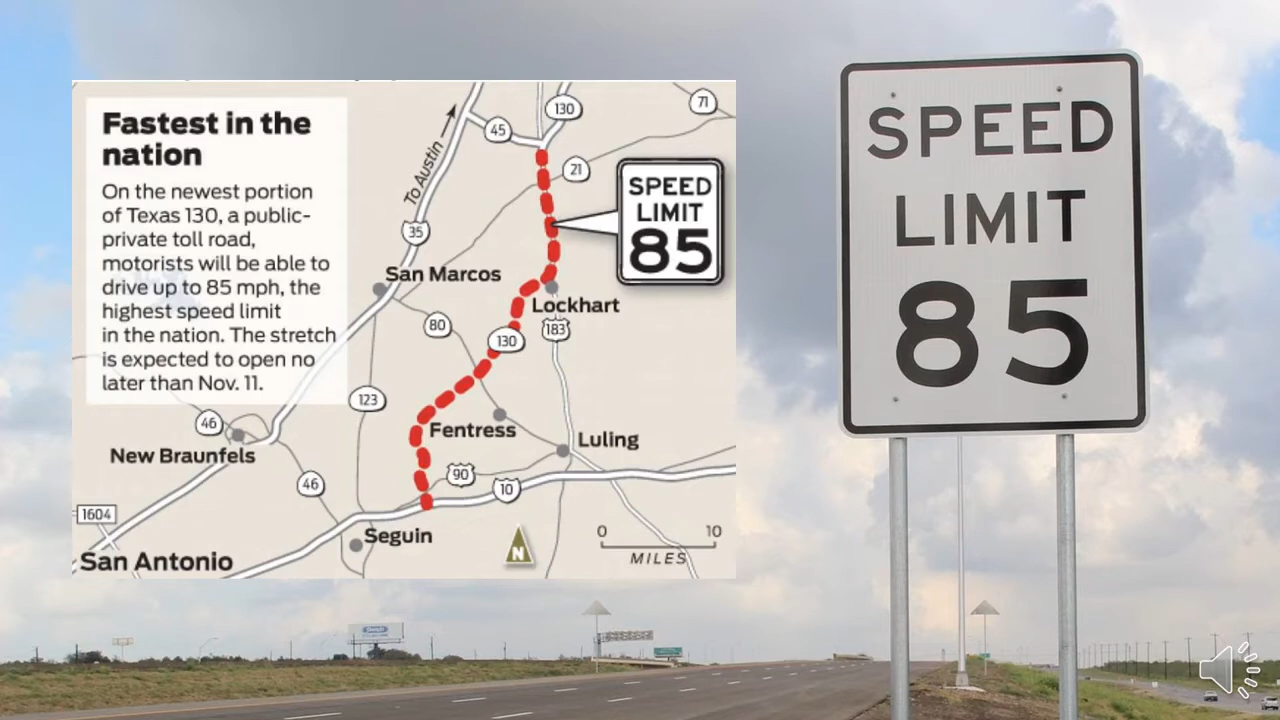 Fastest in the
nation
On the newest portion
of Texas 130, a public-
private toll road,
motorists will be able to
drive up to 85 mph, the
highest speed limit
in the nation. The stretch
is expected to open no
later than Nov. 11.
To Austin
45
130
71
21
35
SPEED
LIMIT
85
San Marcos
Lockhart
80
130
183
123
46
Fentress
New Braunfels
Luling
46
90
10
1604
Seguin
San Antonio
N
0 10
MILES
SPEED
LIMIT
85